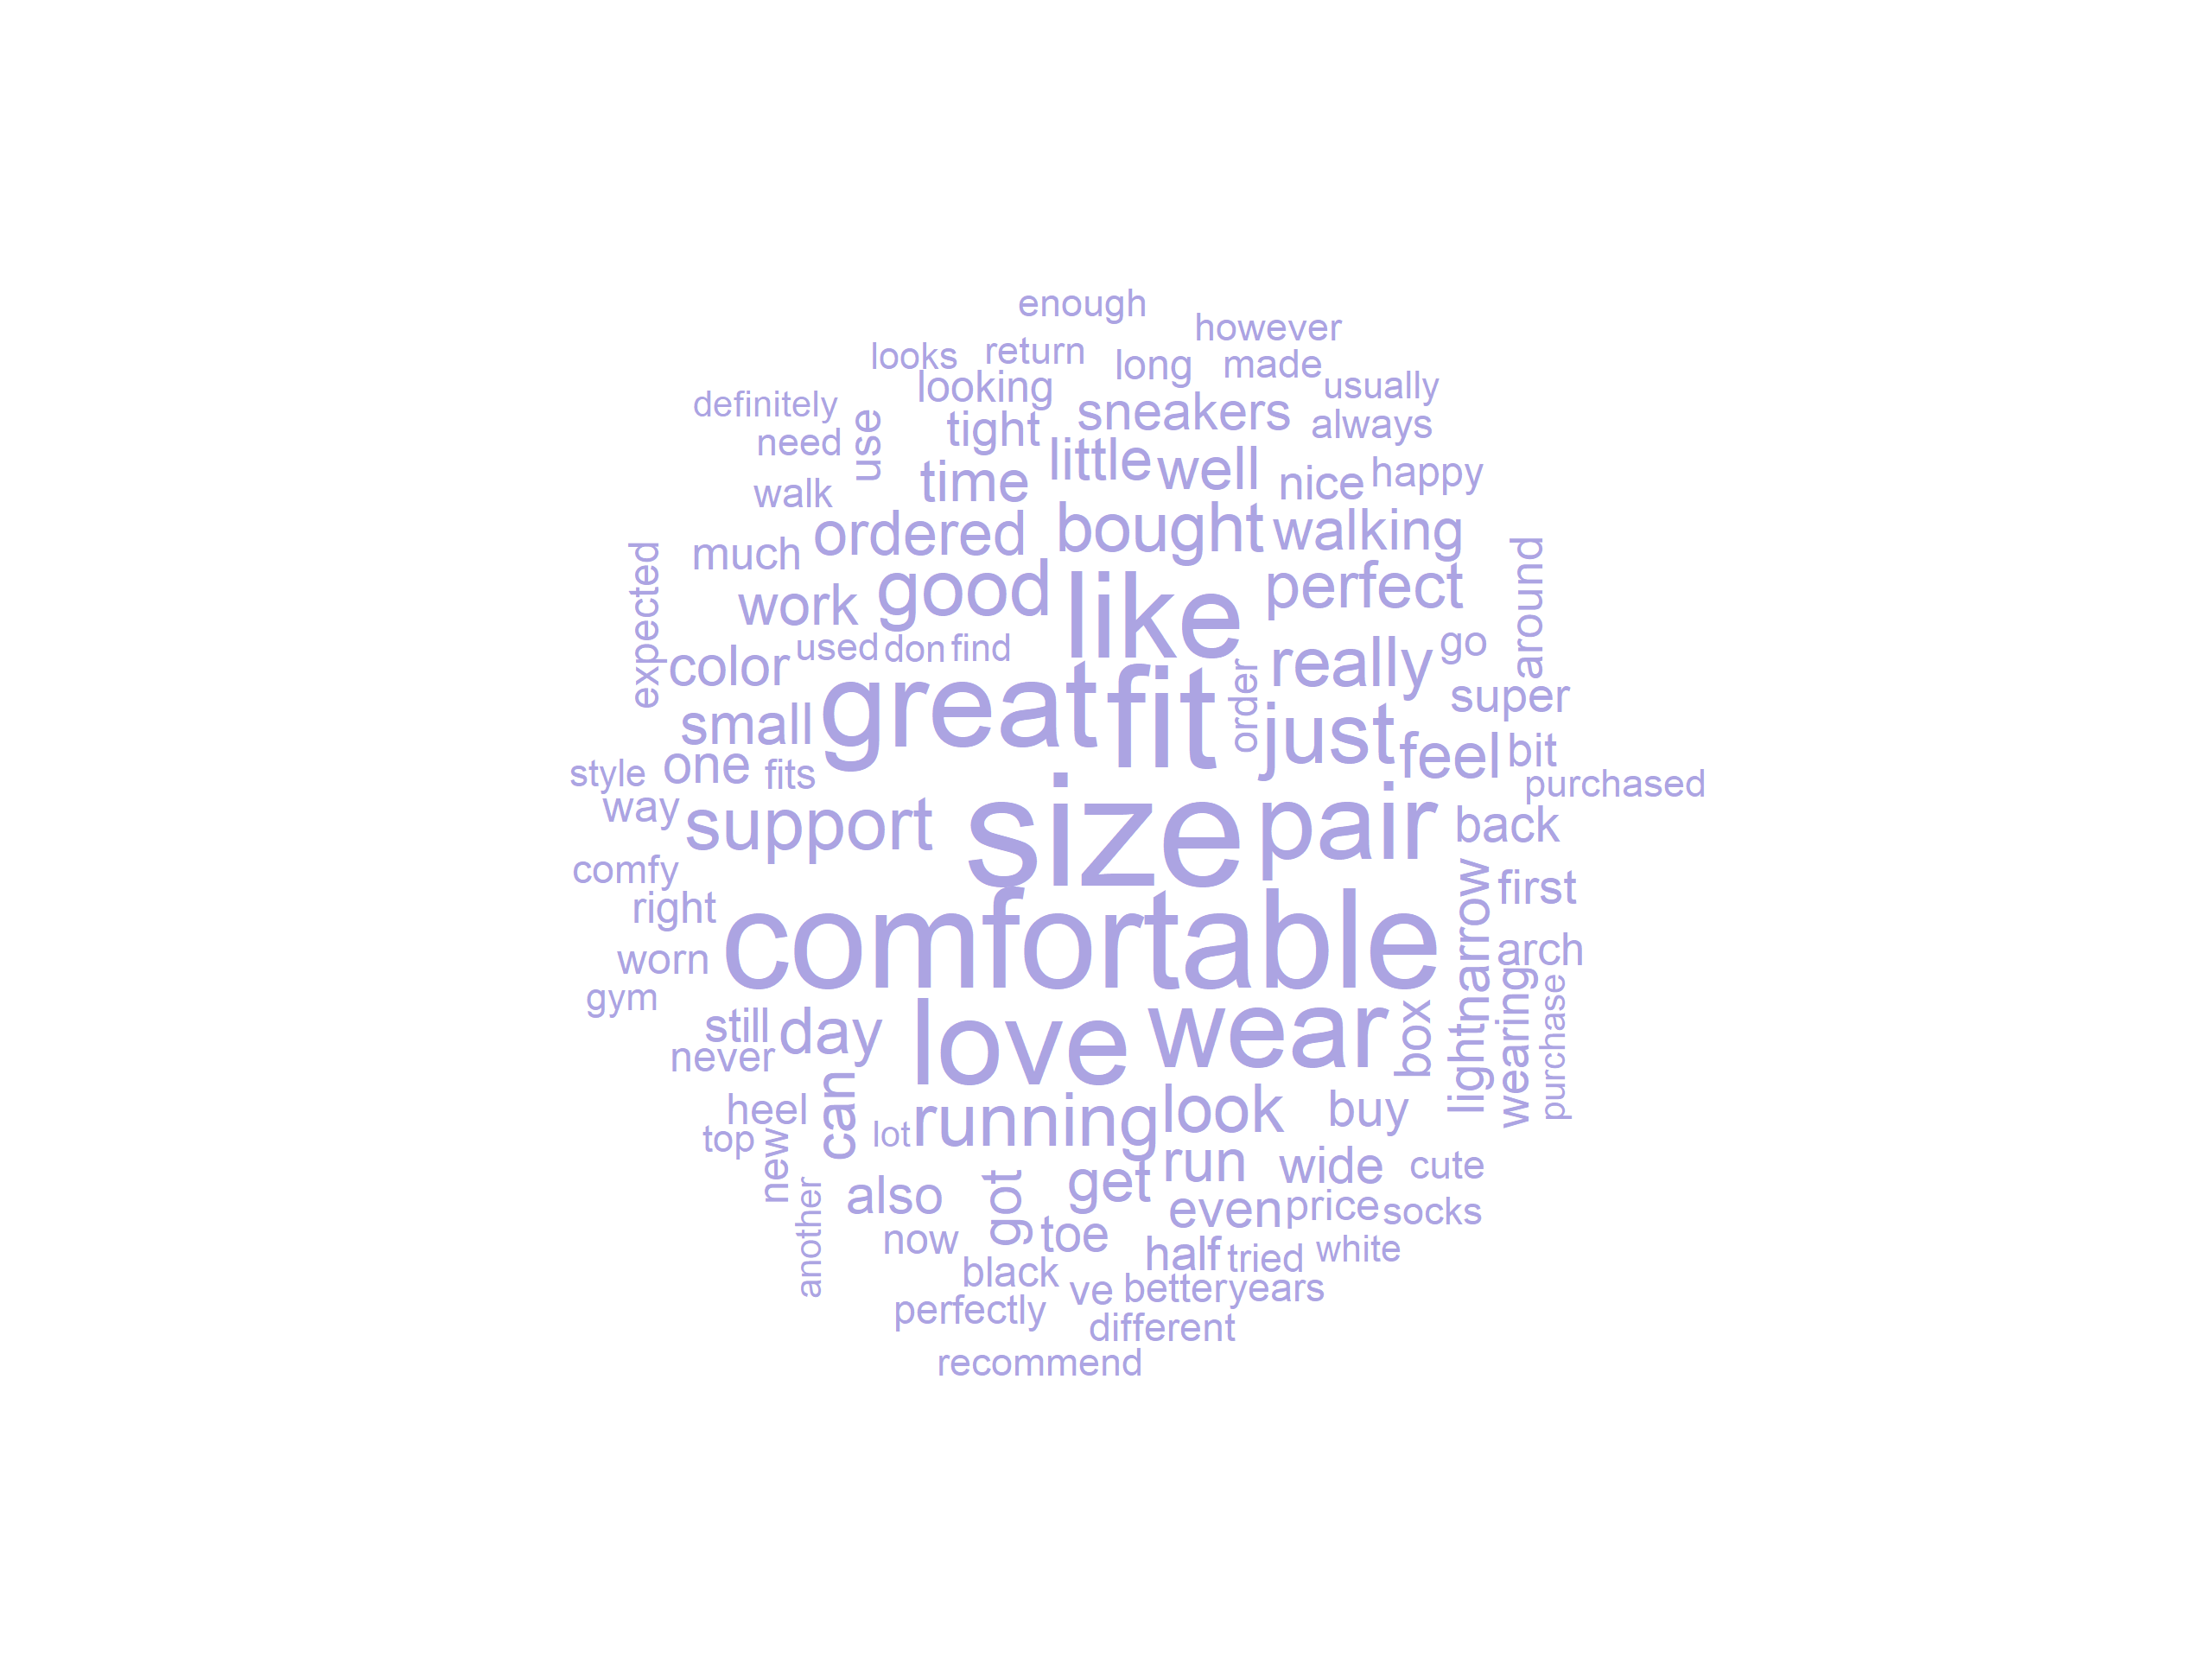 enough
however
looks
return
long
made
looking
usually
definitely
sneakers
use
tight
always
need
little
well
time
nice
happy
walk
bought
ordered
walking
much
expected
good
like
perfect
around
work
used
don
find
really
go
color
order
super
great
fit
small
just
feel
bit
one
fits
style
purchased
way
support
size
pair
back
comfy
right
comfortable
narrow
first
worn
arch
gym
still
day
love
wear
box
light
wearing
purchase
never
can
heel
lot
running
look
buy
top
new
run
wide
cute
another
also
got
get
even
price
socks
now
toe
half
tried
white
black
ve
better
years
perfectly
different
recommend